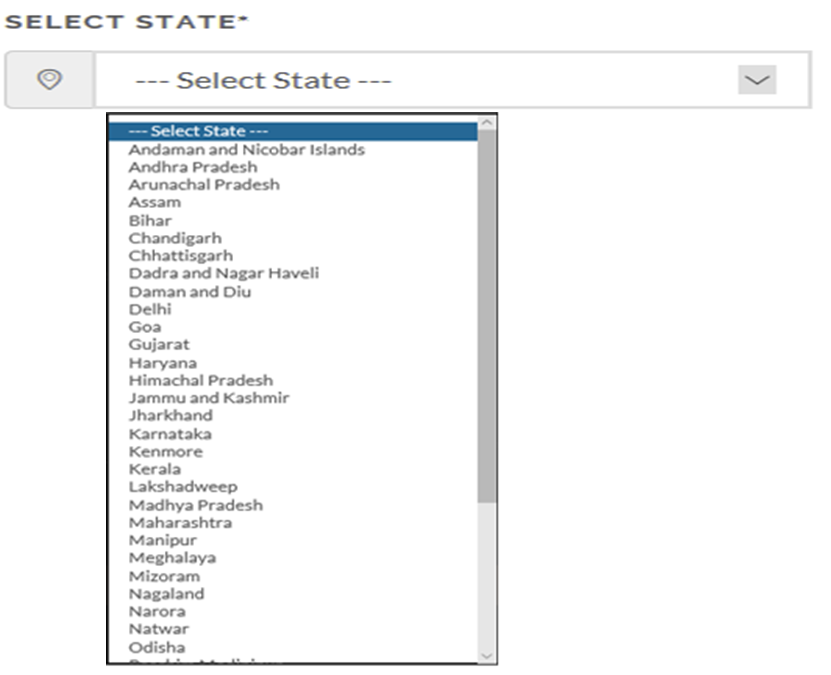 SELECT STATE*
--- Select State ---
--- Select State ---
Andaman and Nicobar Islands
Andhra Pradesh
Arunachal Pradesh
Assam
Bihar
Chandigarh
Chhattisgarh
Dadra and Nagar Haveli
Daman and Diu
Delhi
Goa
Gujarat
Haryana
Himachal Pradesh
Jammu and Kashmir
Jharkhand
Karnataka
Kenmore
Kerala
Lakshadweep
Madhya Pradesh
Maharashtra
Manipur
Meghalaya
Mizoram
Nagaland
Narora
Natwar
Odisha